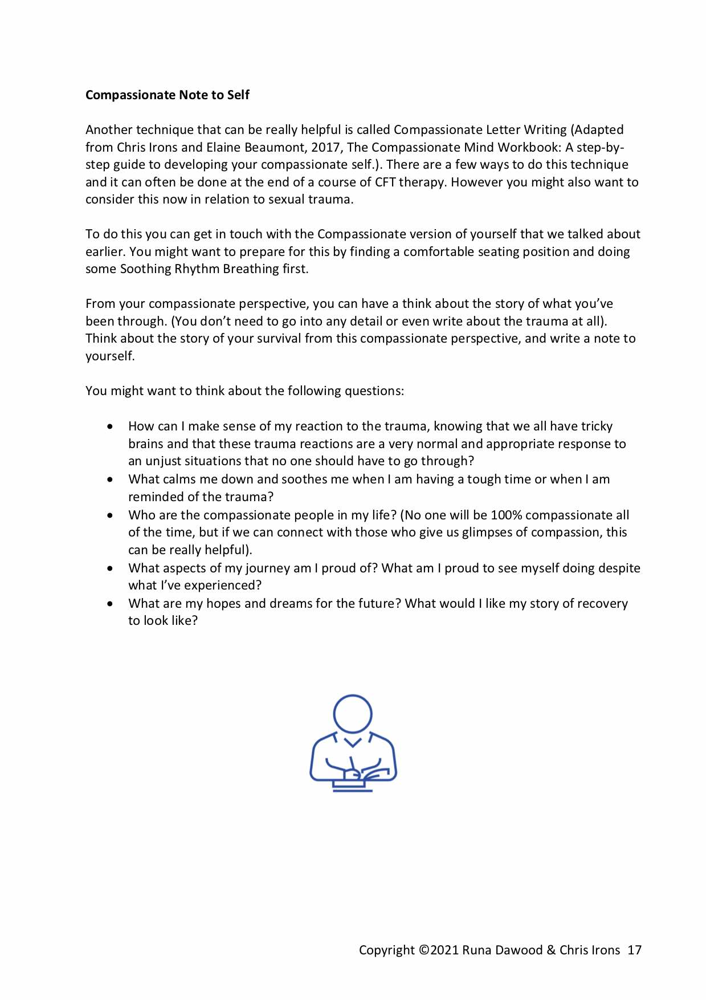 Compassionate Note to Self
Another technique that can be really helpful is called Compassionate Letter Writing (Adapted
from Chris Irons and Elaine Beaumont, 2017, The Compassionate Mind Workbook: A step-by-
step guide to developing your compassionate self.). There are a few ways to do this technique
and it can often be done at the end of a course of CFT therapy. However you might also want to
consider this now in relation to sexual trauma.
To do this you can get in touch with the Compassionate version of yourself that we talked about
earlier. You might want to prepare for this by finding a comfortable seating position and doing
some Soothing Rhythm Breathing first.
From your compassionate perspective, you can have a think about the story of what you’ve
been through. (You don’t need to go into any detail or even write about the trauma at all).
Think about the story of your survival from this compassionate perspective, and write a note to
yourself.
You might want to think about the following questions:
• How can I make sense of my reaction to the trauma, knowing that we all have tricky
brains and that these trauma reactions are a very normal and appropriate response to
an unjust situations that no one should have to go through?
• What calms me down and soothes me when I am having a tough time or when I am
reminded of the trauma?
• Who are the compassionate people in my life? (No one will be 100% compassionate all
of the time, but if we can connect with those who give us glimpses of compassion, this
can be really helpful).
• What aspects of my journey am I proud of? What am I proud to see myself doing despite
what I’ve experienced?
• What are my hopes and dreams for the future? What would I like my story of recovery
to look like?
Copyright ©2021 Runa Dawood & Chris Irons 17